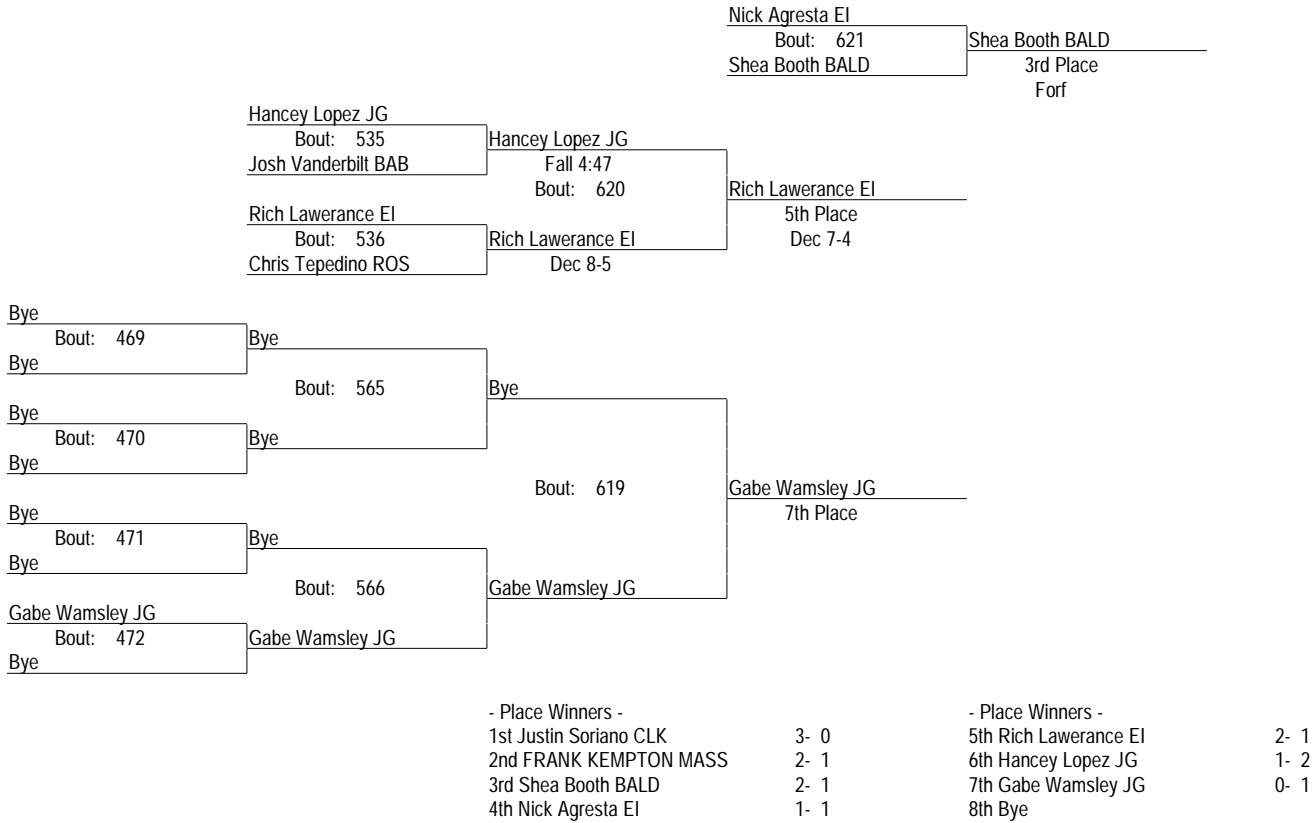 Nick Agresta EI
Bout: 621
Shea Booth BALD
Shea Booth BALD
3rd Place
Forf
Hancey Lopez JG
Bout: 535
Josh Vanderbilt BAB
Hancey Lopez JG
Fall 4:47
Bout: 620
Rich Lawerance EI
5th Place
Dec 7-4
Rich Lawerance EI
Bout: 536
Chris Tepedino ROS
Rich Lawerance EI
Dec 8-5
Bye
Bout: 469
Bye
Bye
Bout: 565
Bye
Bye
Bout: 470
Bye
Bye
Bout: 619
Gabe Wamsley JG
7th Place
Bye
Bout: 471
Bye
Bye
Bout: 566
Gabe Wamsley JG
Gabe Wamsley JG
Bout: 472
Bye
Gabe Wamsley JG
- Place Winners -
1st Justin Soriano CLK 3- 0
2nd FRANK KEMPTON MASS 2- 1
3rd Shea Booth BALD 2- 1
4th Nick Agresta EI 1- 1
- Place Winners -
5th Rich Lawerance EI 2- 1
6th Hancey Lopez JG 1- 2
7th Gabe Wamsley JG 0- 1
8th Bye